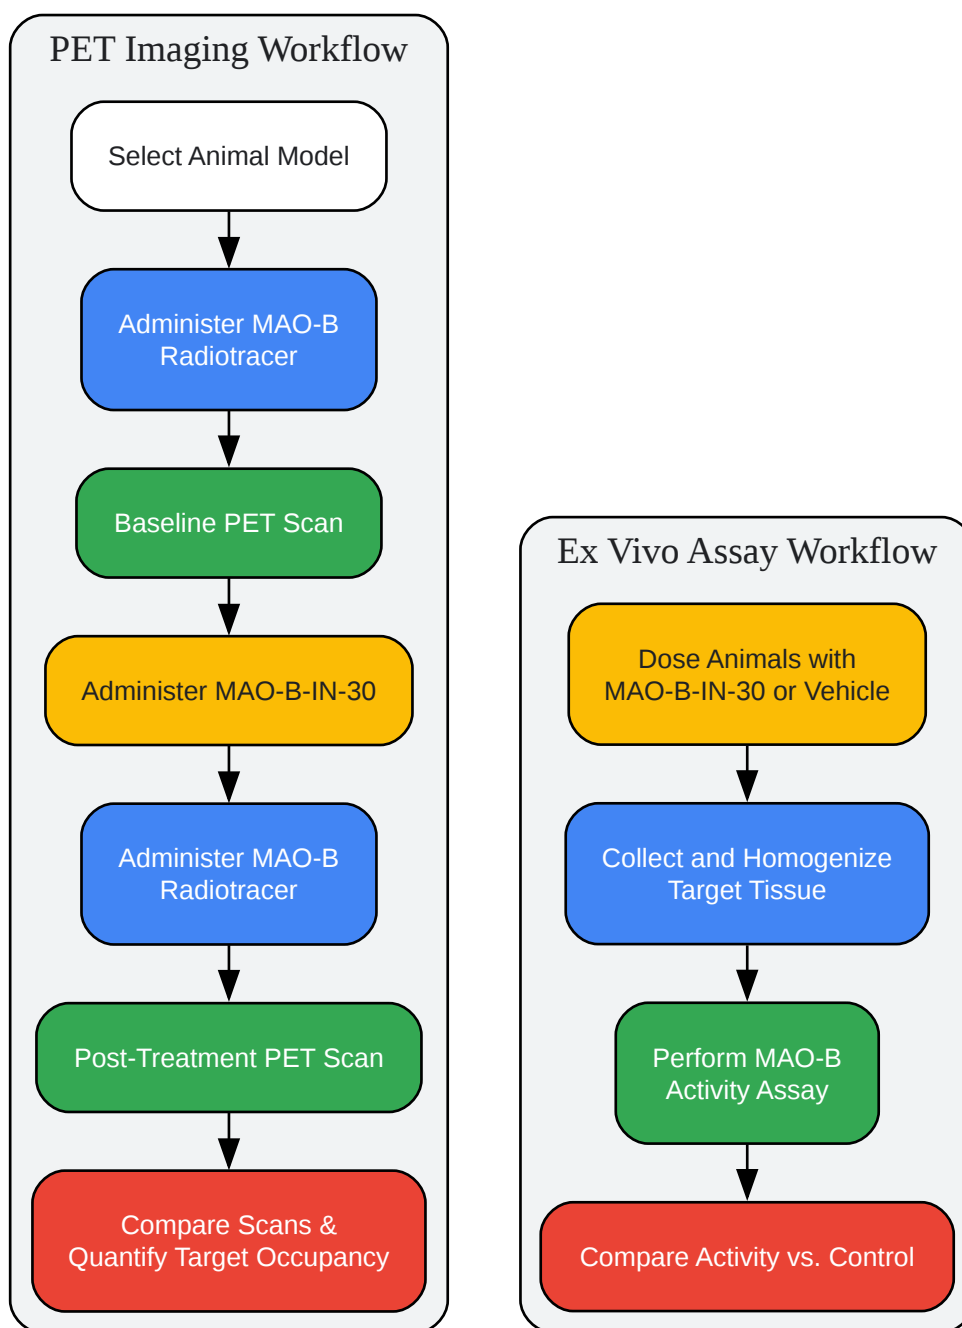 PET Imaging Workflow
Select Animal Model
Administer MAO-B
Radiotracer
Baseline PET Scan
Administer MAO-B-IN-30
Administer MAO-B
Radiotracer
Post-Treatment PET Scan
Compare Scans &
Quantify Target Occupancy
Ex Vivo Assay Workflow
Dose Animals with
MAO-B-IN-30 or Vehicle
Collect and Homogenize
Target Tissue
Perform MAO-B
Activity Assay
Compare Activity vs. Control